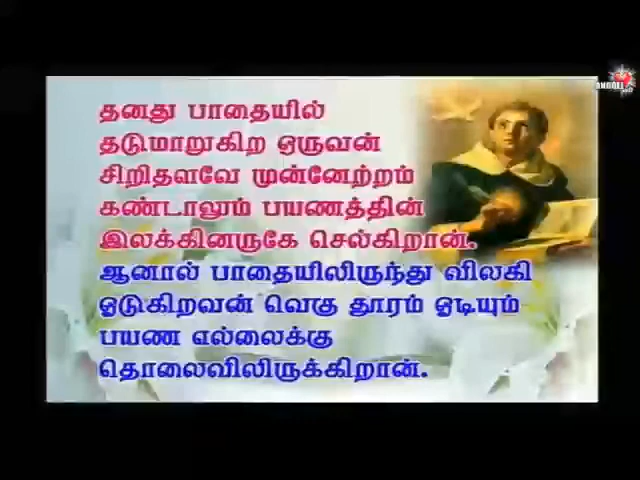 தனது பாதையில்
தடுமாறுகிற ஒருவன்
சிறிதளவே முன்னேற்றம்
கண்டாலும் பயணத்தின்
இலக்கினருகே செல்கிறான்.
ஆனால் பாதையிலிருந்து விலகி
ஓடுகிறவன் வெகு தூரம் ஓடியும்
பயண எல்லைக்கு
தொலைவிலிருக்கிறான்.